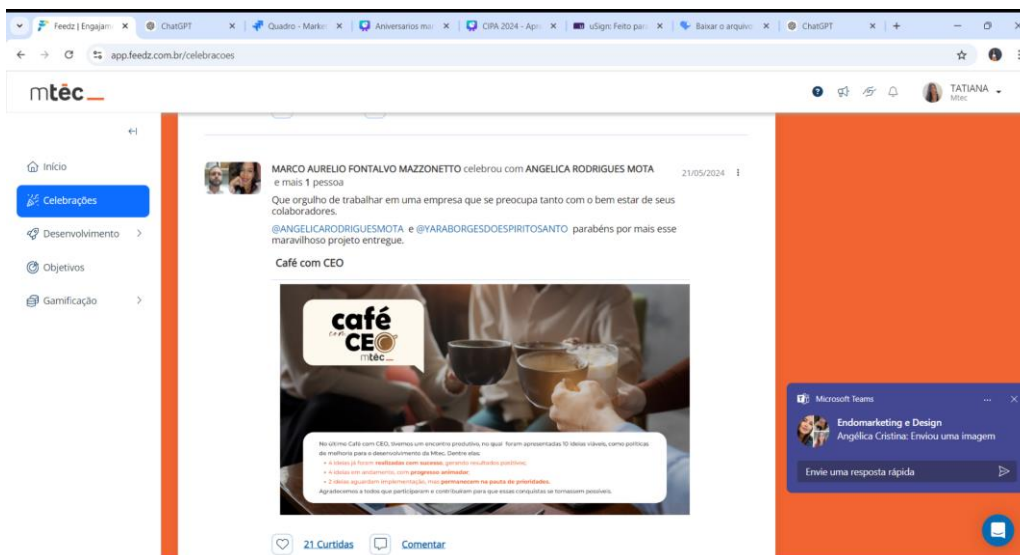 Feedz | Engajam
ChatGPT
Quadro - Market
Aniversarios mai
CIPA 2024 - Apre
uSign: Feito para
Baixar o arquivo
ChatGPT
app.feedz.com.br/celebracoes
mtēc_
TATIANA
Mtec
Início
Celebrações
Desenvolvimento
Objetivos
Gamificação
MARCO AURELIO FONTALVO MAZZONETTO celebrou com ANGELICA RODRIGUES MOTA
e mais 1 pessoa
21/05/2024
Que orgulho de trabalhar em uma empresa que se preocupa tanto com o bem estar de seus
colaboradores.
@ANGELICARODRIGUESMOTA e @YARABORGESDOESPIRITOSANTO parabéns por mais esse
maravilhoso projeto entregue.
Café com CEO
café
com
CEO
mtēc_
No último Café com CEO, tivemos um encontro produtivo, no qual foram apresentadas 10 ideias viáveis, como políticas
de melhoria para o desenvolvimento da Mtec. Dentre elas:
• 4 ideias já foram realizadas com sucesso, gerando resultados positivos;
• 4 ideias em andamento, com progresso animador;
• 2 ideias aguardam implementação, mas permanecem na pauta de prioridades.
Agradecemos a todos que participaram e contribuíram para que essas conquistas se tornassem possíveis.
21 Curtidas
Comentar
Microsoft Teams
Endomarketing e Design
Angélica Cristina: Enviou uma imagem
Envie uma resposta rápida